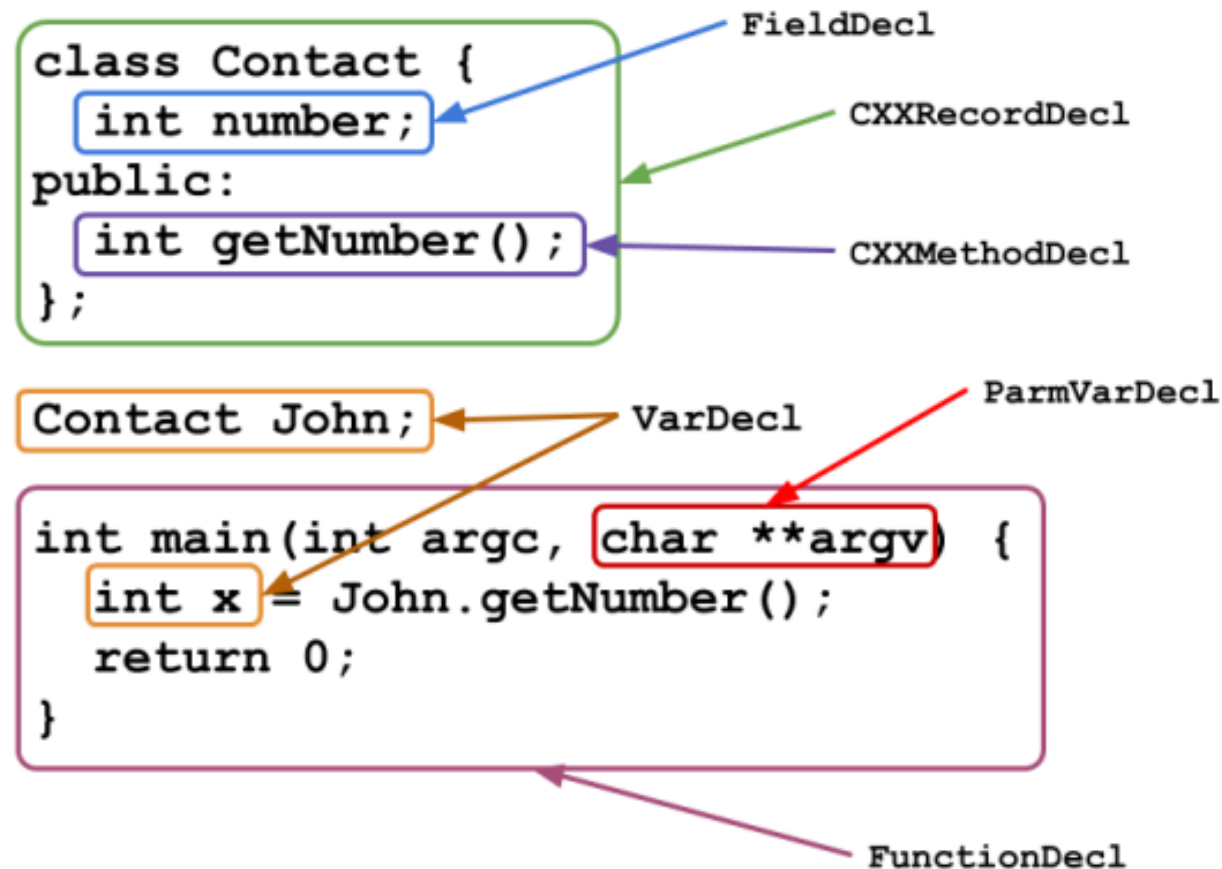 FieldDecl
class Contact {
int number;
CXXRecordDecl
public:
int getNumber();
CXXMethodDecl
};
ParmVarDecl
Contact John;
VarDecl
int main(int argc, char **argv) {
int x = John.getNumber();
return 0;
}
FunctionDecl